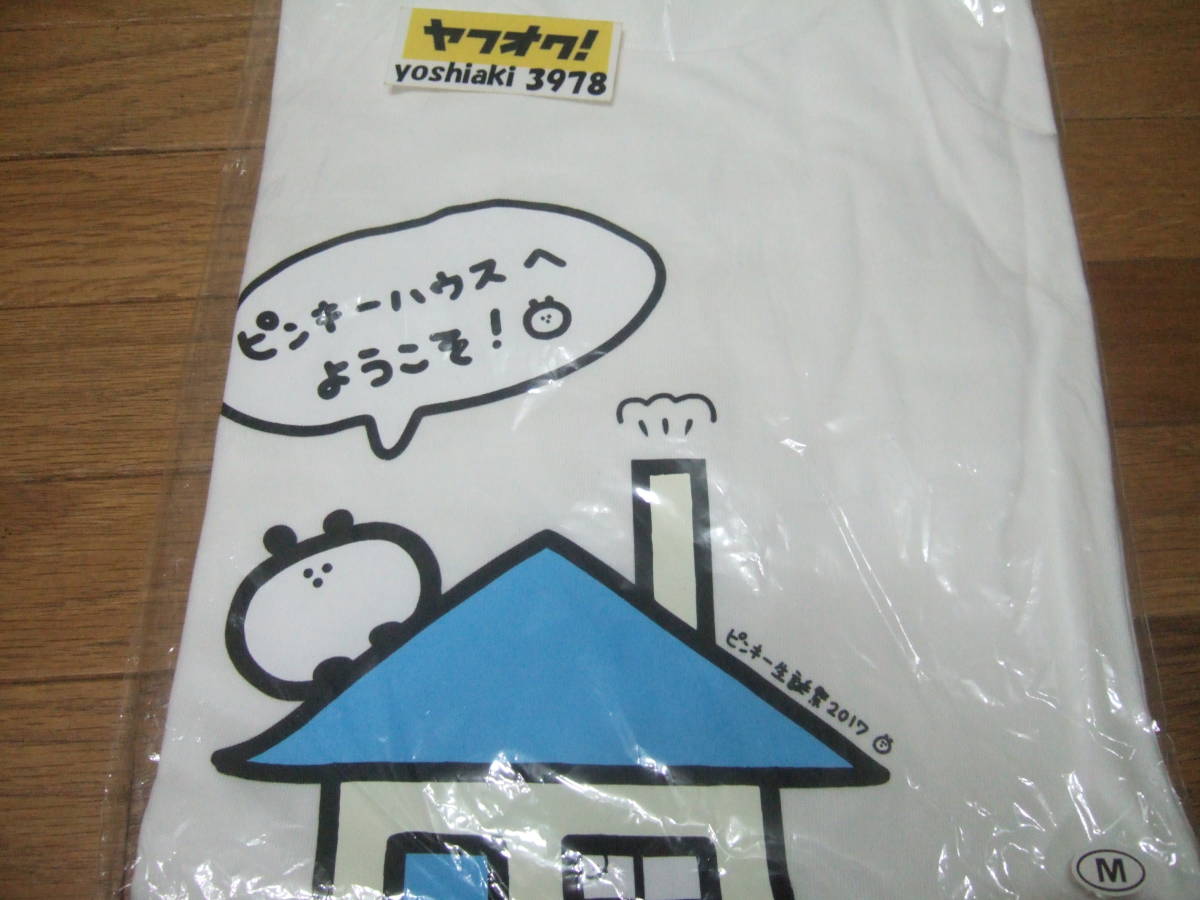 ヤフオク!
yoshiaki 3978
ピンキーハウスへ
ようこそ!
ピンキー生誕祭2017
M